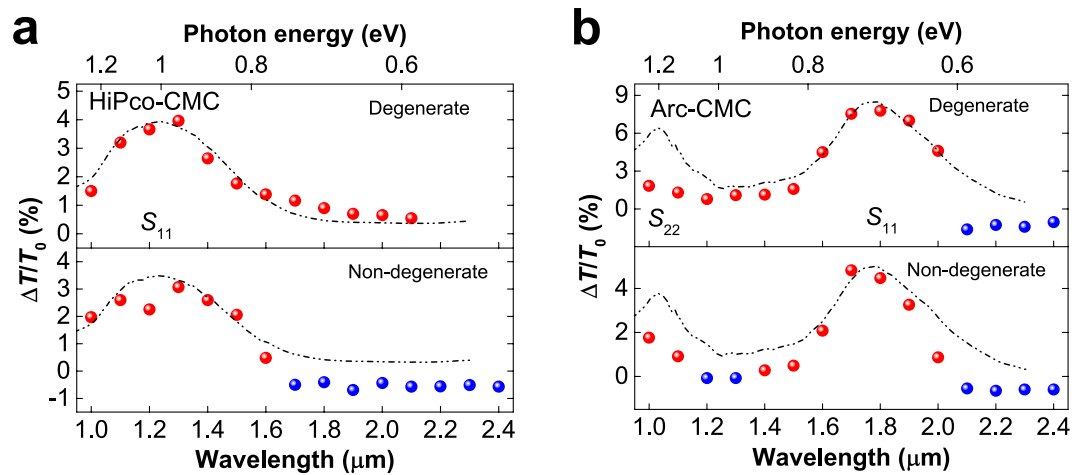 a
Photon energy (eV)
1.2 1 0.8 0.6
HiPco-CMC
Degenerate
5
4
3
2
1
0
S11
Non-degenerate
4
3
2
1
0
-1
ΔT/T0 (%)
1.0 1.2 1.4 1.6 1.8 2.0 2.2 2.4
Wavelength (μm)
b
Photon energy (eV)
1.2 1 0.8 0.6
Arc-CMC
Degenerate
9
6
3
0
S22
S11
Non-degenerate
4
2
0
ΔT/T0 (%)
1.0 1.2 1.4 1.6 1.8 2.0 2.2 2.4
Wavelength (μm)